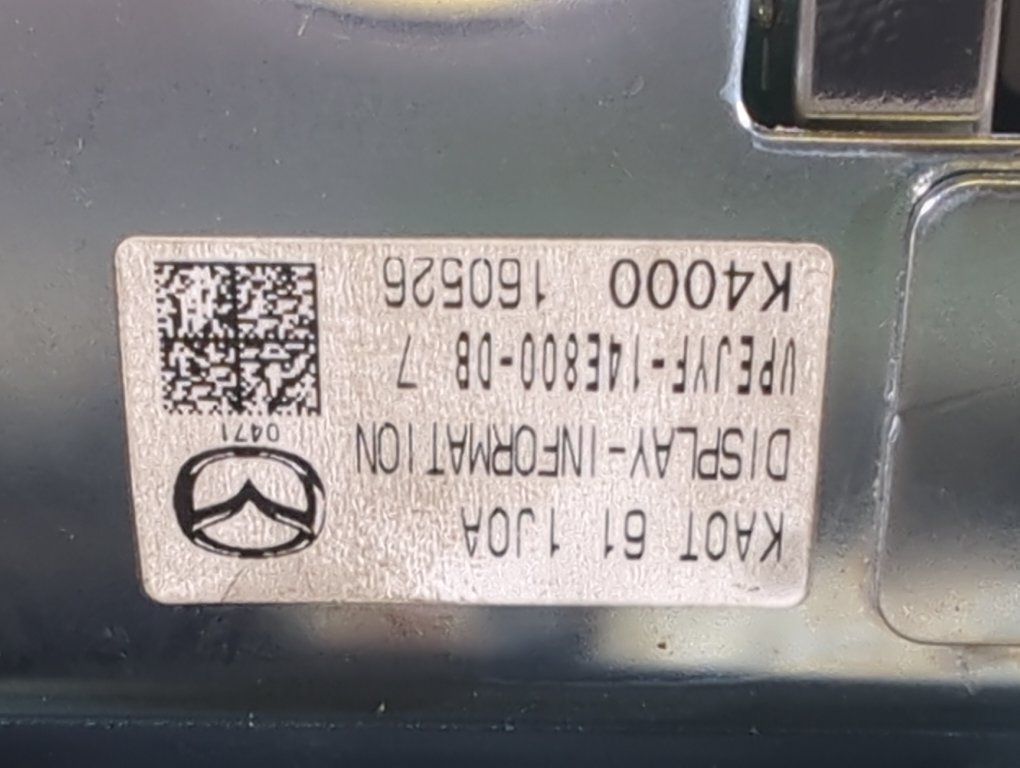 KA0T 61 1J0A
DISPLAY-INFORMATION
VPEJYF-14E800-DB 7
K4000 160526
0471